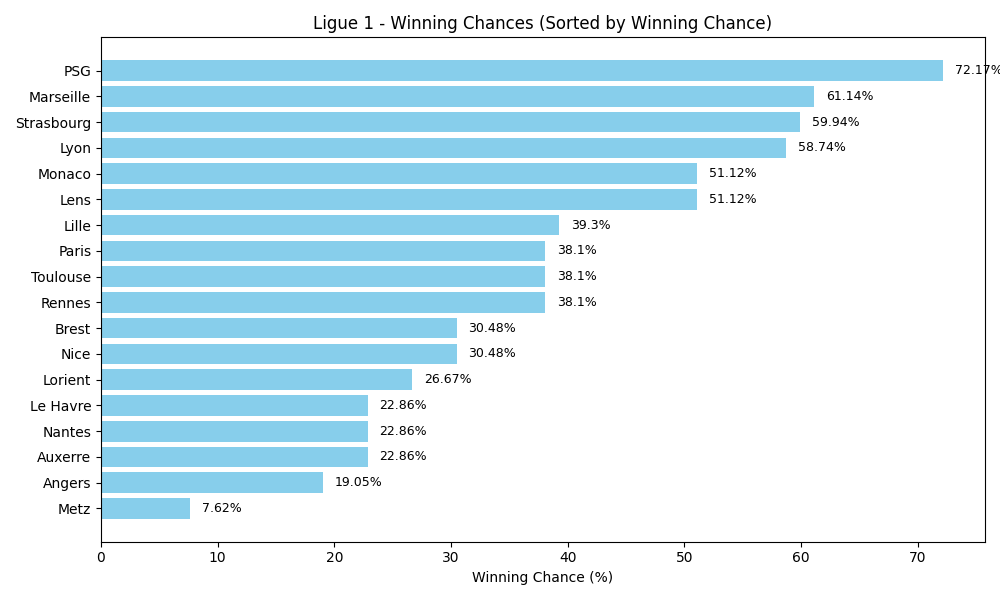 Ligue 1 - Winning Chances (Sorted by Winning Chance)
PSG 72.17%
Marseille 61.14%
Strasbourg 59.94%
Lyon 58.74%
Monaco 51.12%
Lens 51.12%
Lille 39.3%
Paris 38.1%
Toulouse 38.1%
Rennes 38.1%
Brest 30.48%
Nice 30.48%
Lorient 26.67%
Le Havre 22.86%
Nantes 22.86%
Auxerre 22.86%
Angers 19.05%
Metz 7.62%
0 10 20 30 40 50 60 70
Winning Chance (%)